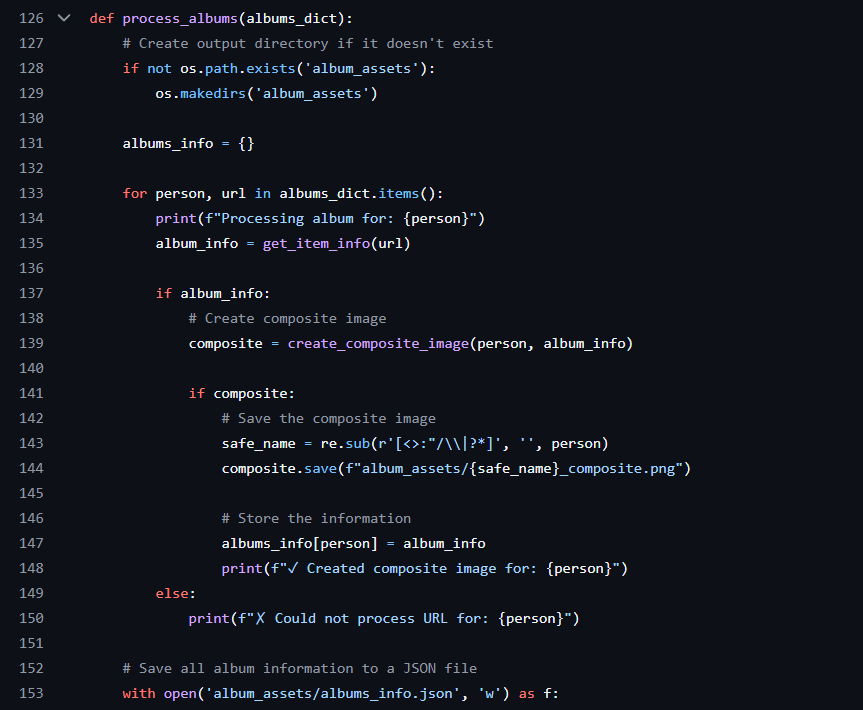 126 def process_albums(albums_dict):
127     # Create output directory if it doesn't exist
128     if not os.path.exists('album_assets'):
129         os.makedirs('album_assets')
130
131     albums_info = {}
132
133     for person, url in albums_dict.items():
134         print(f"Processing album for: {person}")
135         album_info = get_item_info(url)
136
137         if album_info:
138             # Create composite image
139             composite = create_composite_image(person, album_info)
140
141             if composite:
142                 # Save the composite image
143                 safe_name = re.sub(r'[<>:"/\\|?*]', '', person)
144                 composite.save(f"album_assets/{safe_name}_composite.png")
145
146                 # Store the information
147                 albums_info[person] = album_info
148                 print(f"✓ Created composite image for: {person}")
149         else:
150             print(f"✗ Could not process URL for: {person}")
151
152     # Save all album information to a JSON file
153     with open('album_assets/albums_info.json', 'w') as f: